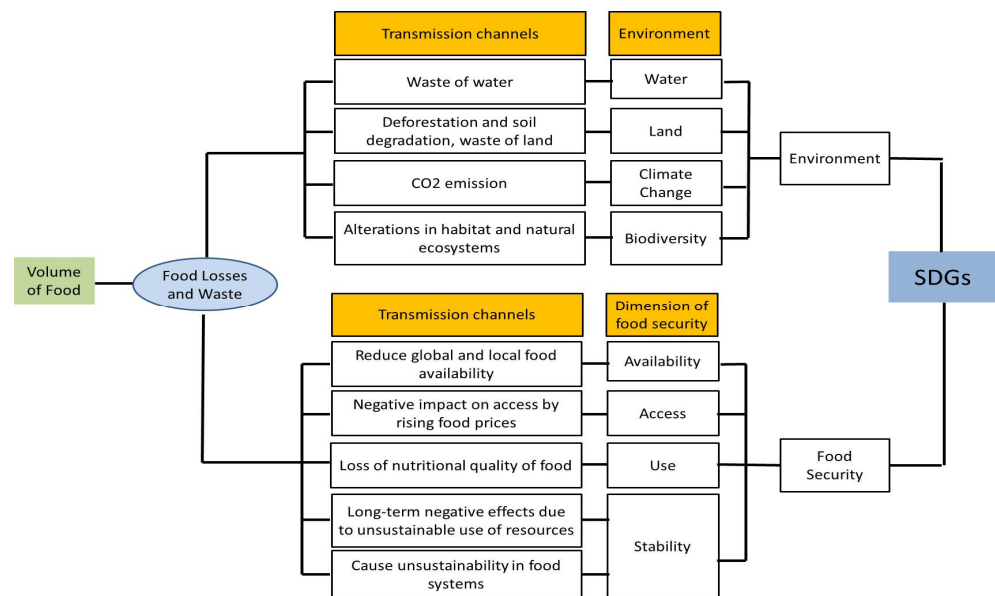 Transmission channels
Environment
Waste of water
Water
Deforestation and soil
degradation, waste of land
Land
CO2 emission
Climate
Change
Alterations in habitat and natural
ecosystems
Biodiversity
Environment
Volume
of Food
Food Losses
and Waste
SDGs
Transmission channels
Dimension of
food security
Reduce global and local food
availability
Availability
Negative impact on access by
rising food prices
Access
Loss of nutritional quality of food
Use
Food
Security
Long-term negative effects due
to unsustainable use of resources
Stability
Cause unsustainability in food
systems